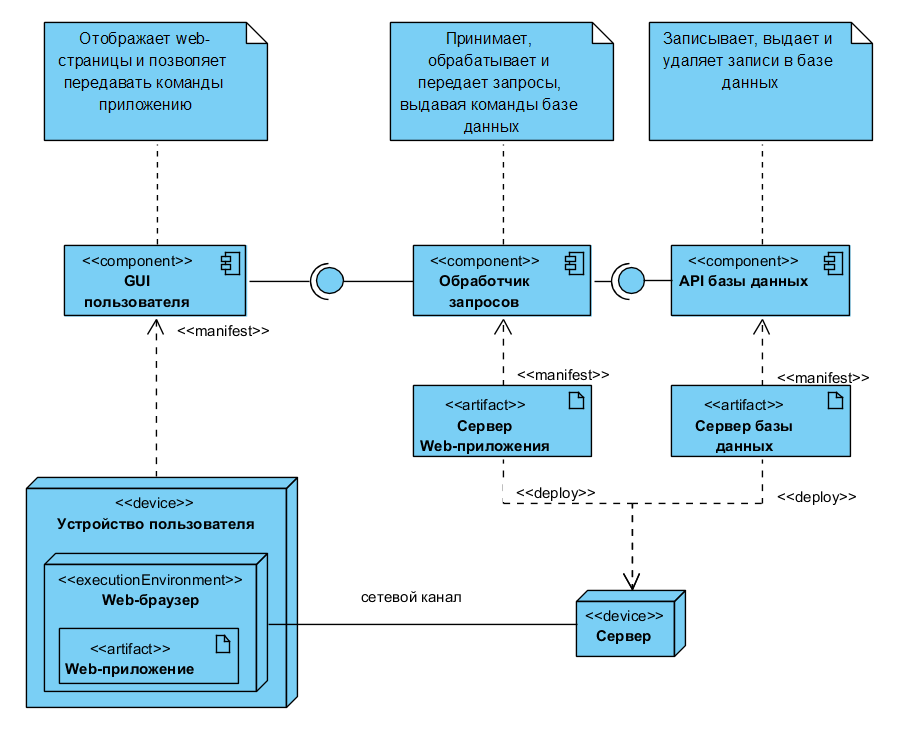 Отображает web-
страницы и позволяет
передавать команды
приложению
Принимает,
обрабатывает и
передает запросы,
выдавая команды базе
данных
Записывает, выдает и
удаляет записи в базе
данных
<<component>>
GUI
пользователя
<<component>>
Обработчик
запросов
<<component>>
API базы данных
<<manifest>>
<<manifest>>
<<manifest>>
<<artifact>>
Сервер
Web-приложения
<<artifact>>
Сервер базы
данных
<<deploy>>
<<deploy>>
<<device>>
Устройство пользователя
<<executionEnvironment>>
Web-браузер
<<artifact>>
Web-приложение
сетевой канал
<<device>>
Сервер